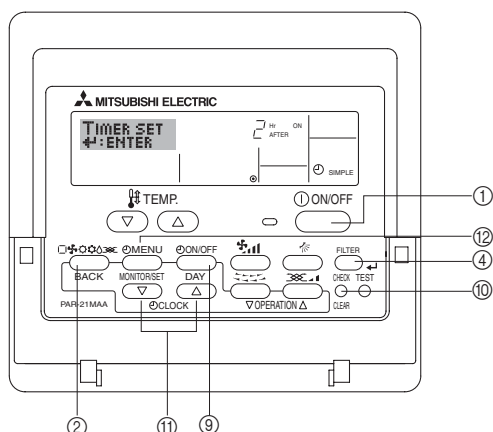 MITSUBISHI ELECTRIC
TIMER SET
:ENTER
2 Hr ON
AFTER
SIMPLE
TEMP.
ON/OFF
①
⑫
MENU ON/OFF FILTER
④
BACK MONITOR/SET DAY CHECK TEST
PAR-21MAA CLOCK ▽OPERATION△ CLEAR
⑩
② ⑪ ⑨